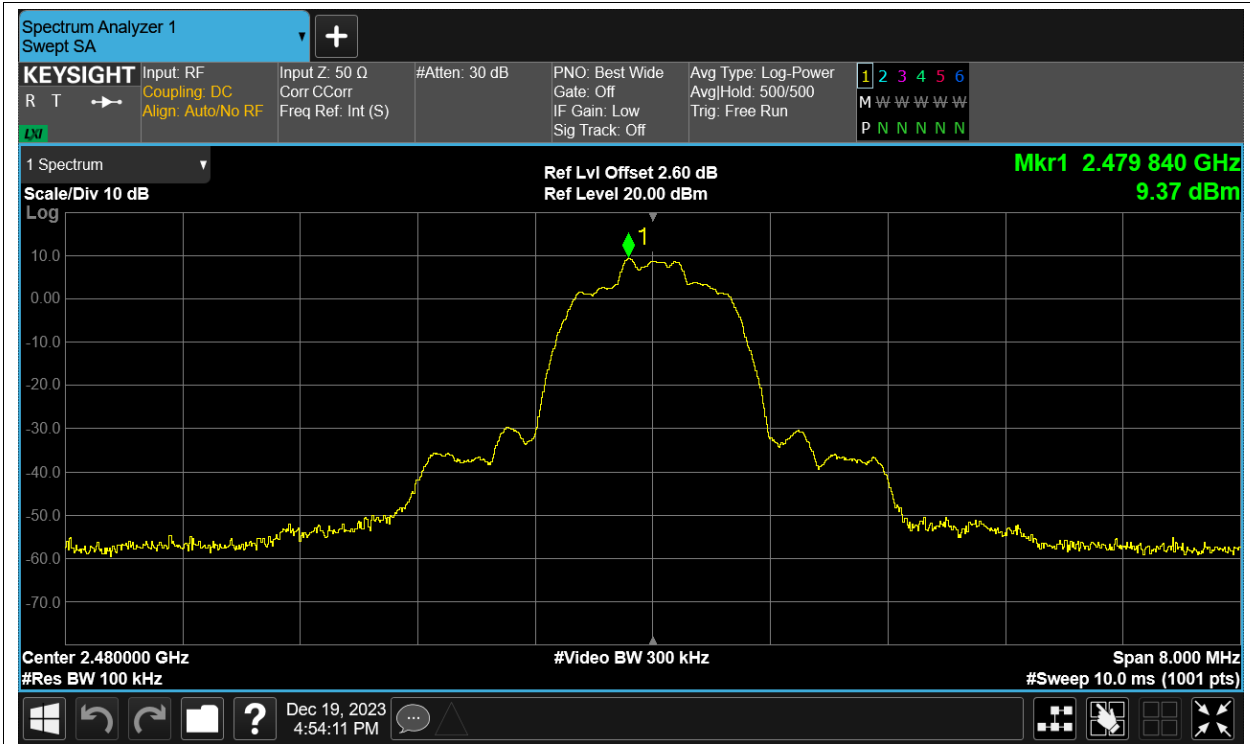 Spectrum Analyzer 1
Swept SA
KEYSIGHT
R T
LXI
Input: RF
Coupling: DC
Align: Auto/No RF
Input Z: 50 Ω
Corr CCorr
Freq Ref: Int (S)
#Atten: 30 dB
PNO: Best Wide
Gate: Off
IF Gain: Low
Sig Track: Off
Avg Type: Log-Power
Avg|Hold: 500/500
Trig: Free Run
1 2 3 4 5 6
M W W W W W
P N N N N N
1 Spectrum
Scale/Div 10 dB
Log
Ref Lvl Offset 2.60 dB
Ref Level 20.00 dBm
Mkr1 2.479 840 GHz
9.37 dBm
1
10.0
0.00
-10.0
-20.0
-30.0
-40.0
-50.0
-60.0
-70.0
Center 2.480000 GHz
#Res BW 100 kHz
#Video BW 300 kHz
Span 8.000 MHz
#Sweep 10.0 ms (1001 pts)
?
Dec 19, 2023
4:54:11 PM